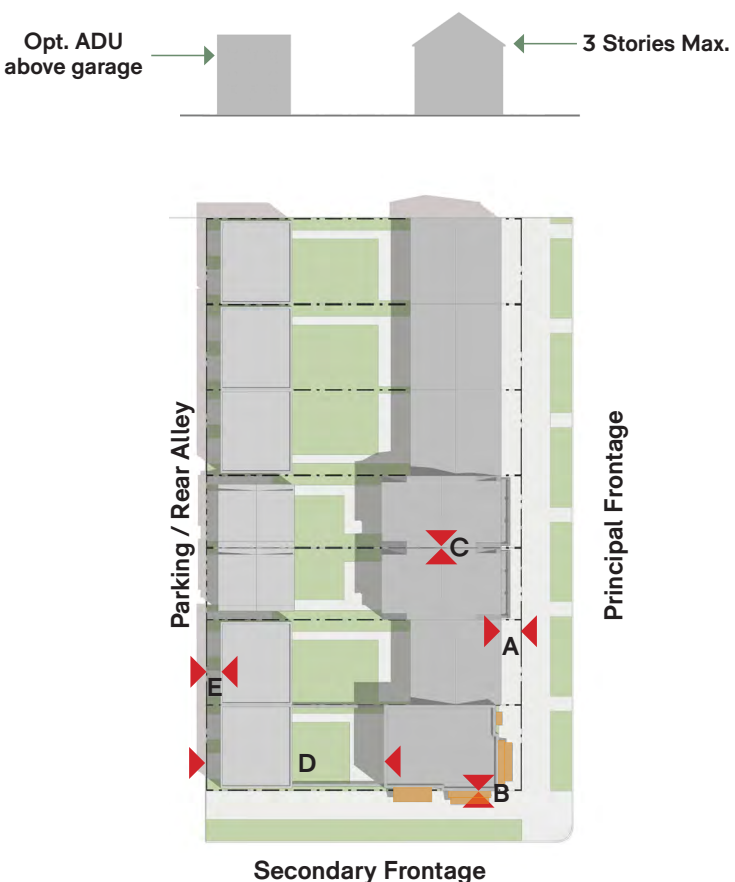 Opt. ADU
above garage
3 Stories Max.
Parking / Rear Alley
Principal Frontage
C
A
E
D
B
Secondary Frontage